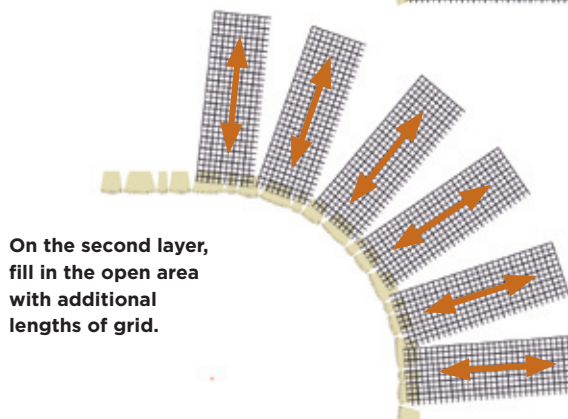 On the second layer,
fill in the open area
with additional
lengths of grid.